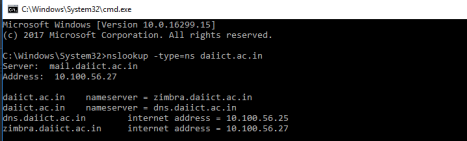 C:\Windows\System32\cmd.exe
Microsoft Windows [Version 10.0.16299.15]
(c) 2017 Microsoft Corporation. All rights reserved.
C:\Windows\System32>nslookup -type=ns daiict.ac.in
Server:  mail.daiict.ac.in
Address:  10.100.56.27
daiict.ac.in    nameserver = zimbra.daiict.ac.in
daiict.ac.in    nameserver = dns.daiict.ac.in
dns.daiict.ac.in        internet address = 10.100.56.25
zimbra.daiict.ac.in     internet address = 10.100.56.27